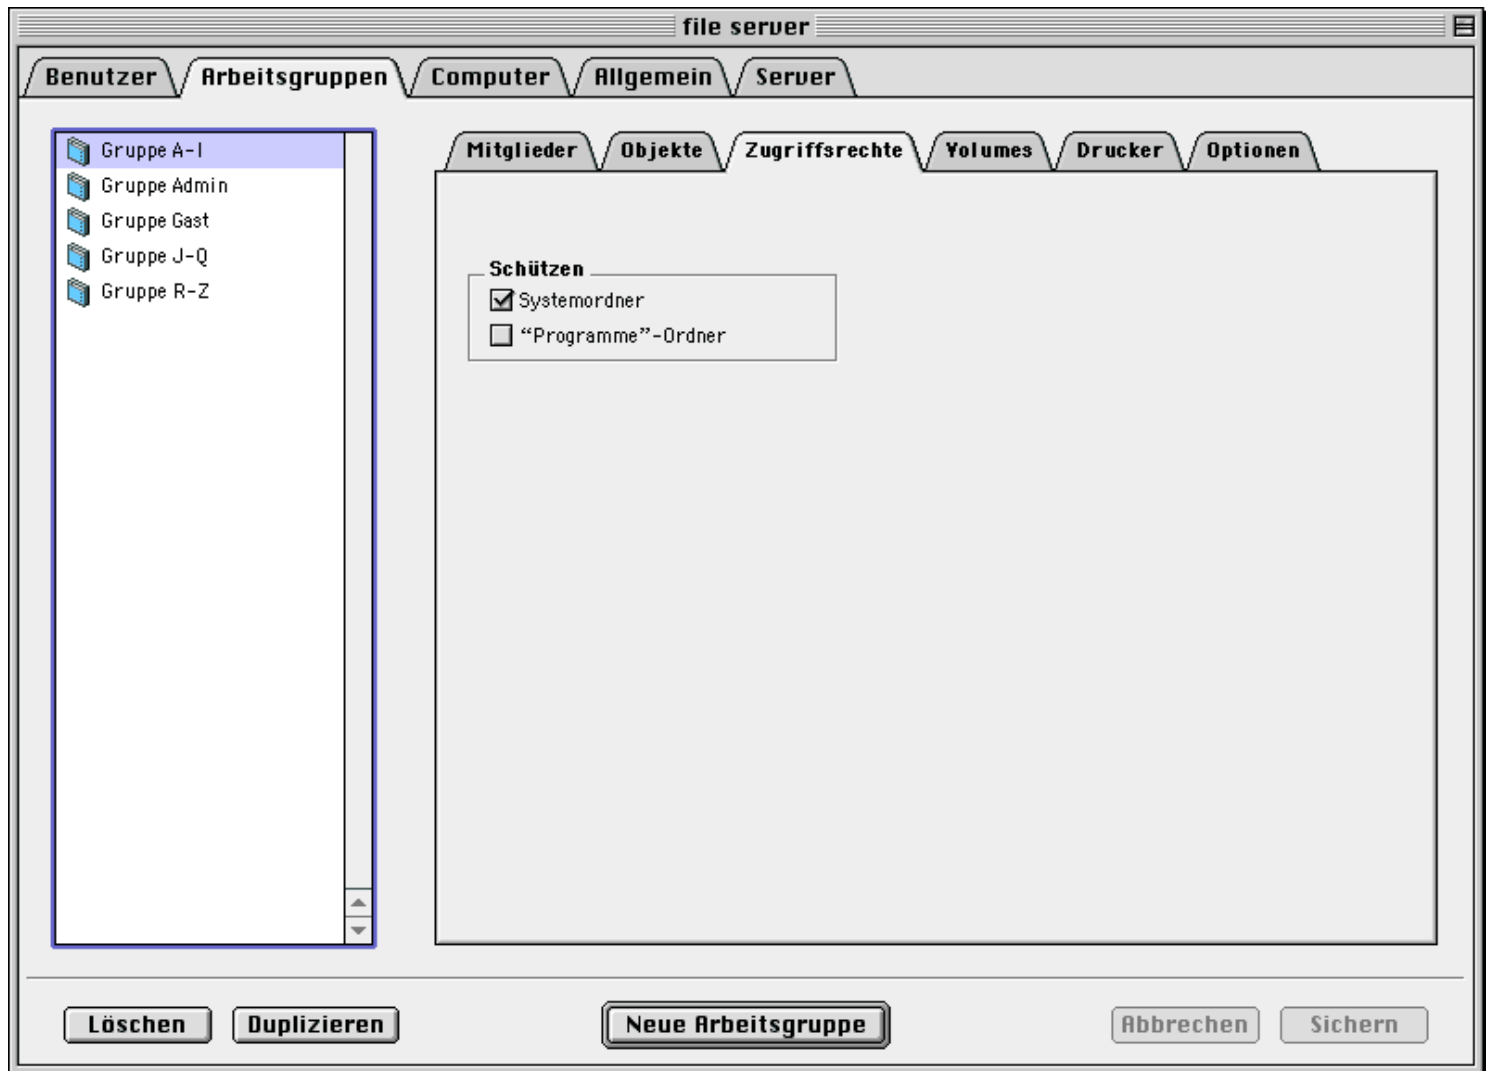 file server
Benutzer Arbeitsgruppen Computer Allgemein Server
Gruppe A-I
Gruppe Admin
Gruppe Gast
Gruppe J-Q
Gruppe R-Z
Mitglieder Objekte Zugriffsrechte Volumes Drucker Optionen
Schützen
Systemordner
“Programme”-Ordner
Löschen Duplizieren Neue Arbeitsgruppe Abbrechen Sichern